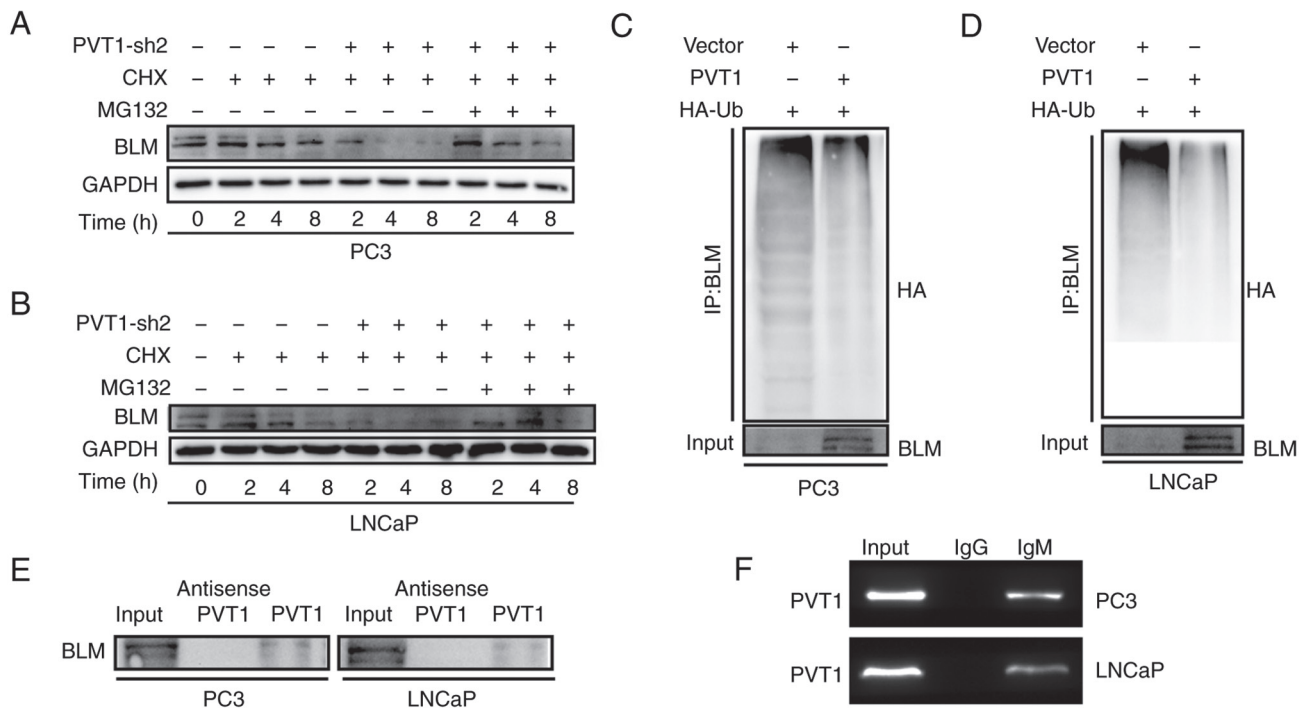 A
PVT1-sh2 – – – – + + + + + +
CHX – + + + + + + + + +
MG132 – – – – – – – + + +
BLM
GAPDH
Time (h) 0 2 4 8 2 4 8 2 4 8
PC3
B
PVT1-sh2 – – – – + + + + + +
CHX – + + + + + + + + +
MG132 – – – – – – – + + +
BLM
GAPDH
Time (h) 0 2 4 8 2 4 8 2 4 8
LNCaP
C
Vector + –
PVT1 – +
HA-Ub + +
IP:BLM
HA
Input
BLM
PC3
D
Vector + –
PVT1 – +
HA-Ub + +
IP:BLM
HA
Input
BLM
LNCaP
E
Antisense Antisense
Input PVT1 PVT1 Input PVT1 PVT1
BLM
PC3 LNCaP
F
Input IgG IgM
PVT1 PC3
PVT1 LNCaP